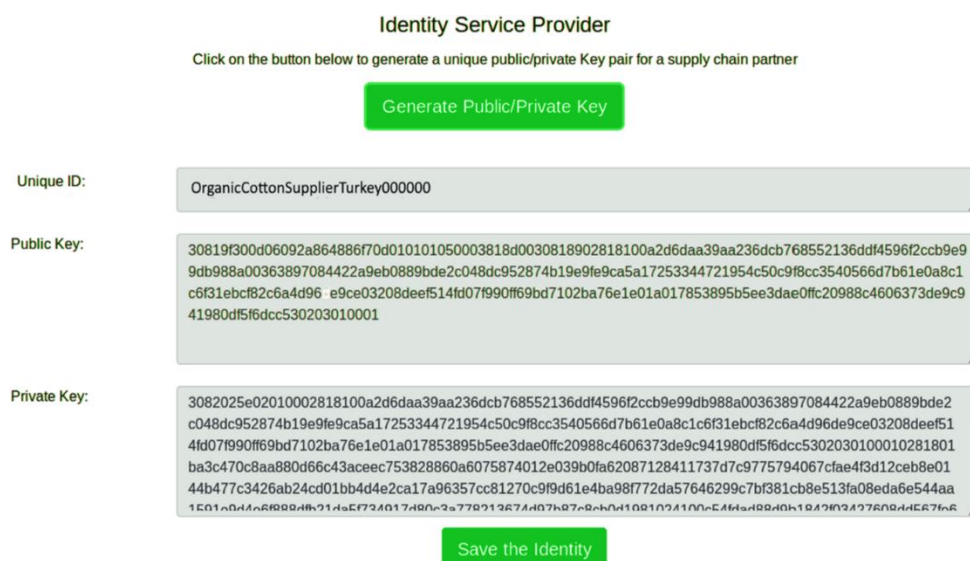 Identity Service Provider
Click on the button below to generate a unique public/private Key pair for a supply chain partner
Generate Public/Private Key
Unique ID:
OrganicCottonSupplierTurkey000000
Public Key:
30819f300d06092a864886f70d010101050003818d0030818902818100a2d6daa39aa236dcb768552136ddf4596f2ccb9e9
9db988a00363897084422a9eb0889bde2c048dc952874b19e9fe9ca5a17253344721954c50c9f8cc3540566d7b61e0a8c1
c6f31ebcf82c6a4d96 e9ce03208deef514fd07f990ff69bd7102ba76e1e01a017853895b5ee3dae0ffc20988c4606373de9c9
41980df5f6dcc530203010001
Private Key:
3082025e02010002818100a2d6daa39aa236dcb768552136ddf4596f2ccb9e99db988a00363897084422a9eb0889bde2
c048dc952874b19e9fe9ca5a17253344721954c50c9f8cc3540566d7b61e0a8c1c6f31ebcf82c6a4d96de9ce03208deef51
4fd07f990ff69bd7102ba76e1e01a017853895b5ee3dae0ffc20988c4606373de9c941980df5f6dcc5302030100010281801
ba3c470c8aa880d66c43aceec753828860a6075874012e039b0fa62087128411737d7c9775794067cfae4f3d12ceb8e01
44b477c3426ab24cd01bb4d4e2ca17a96357cc81270c9f9d61e4ba98f772da57646299c7bf381cb8e513fa08eda6e544aa
Save the Identity